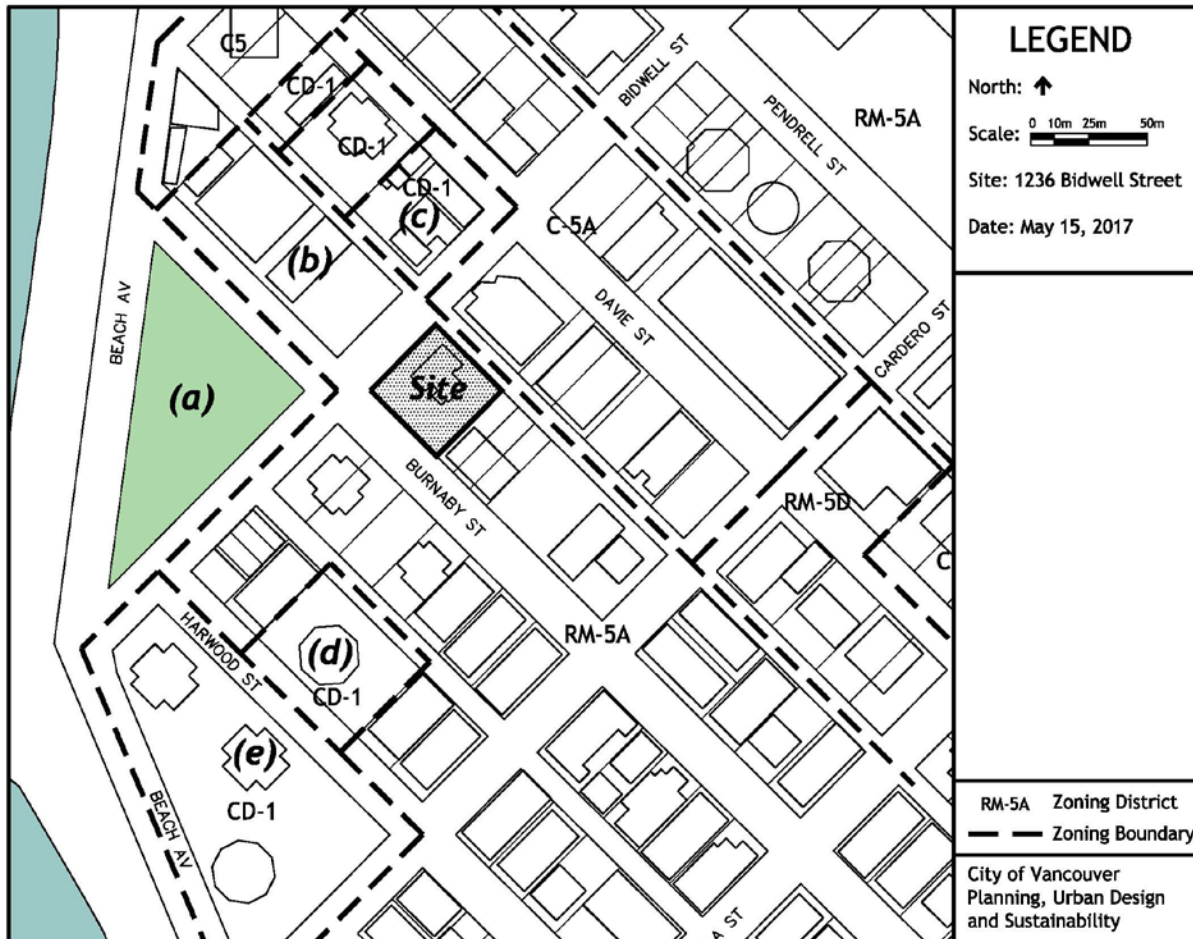 C5
CD-1
CD-1
CD-1
(c)
(b)
BIDWELL ST
PENDRELL ST
RM-5A
C-5A
DAVIE ST
CARDERO ST
BEACH AV
(a)
Site
BURNABY ST
RM-5D
C
RM-5A
HARWOOD ST
(d)
CD-1
(e)
CD-1
BEACH AV
A ST
LEGEND
North:
Scale: 0 10m 25m 50m
Site: 1236 Bidwell Street
Date: May 15, 2017
RM-5A Zoning District
Zoning Boundary
City of Vancouver
Planning, Urban Design
and Sustainability